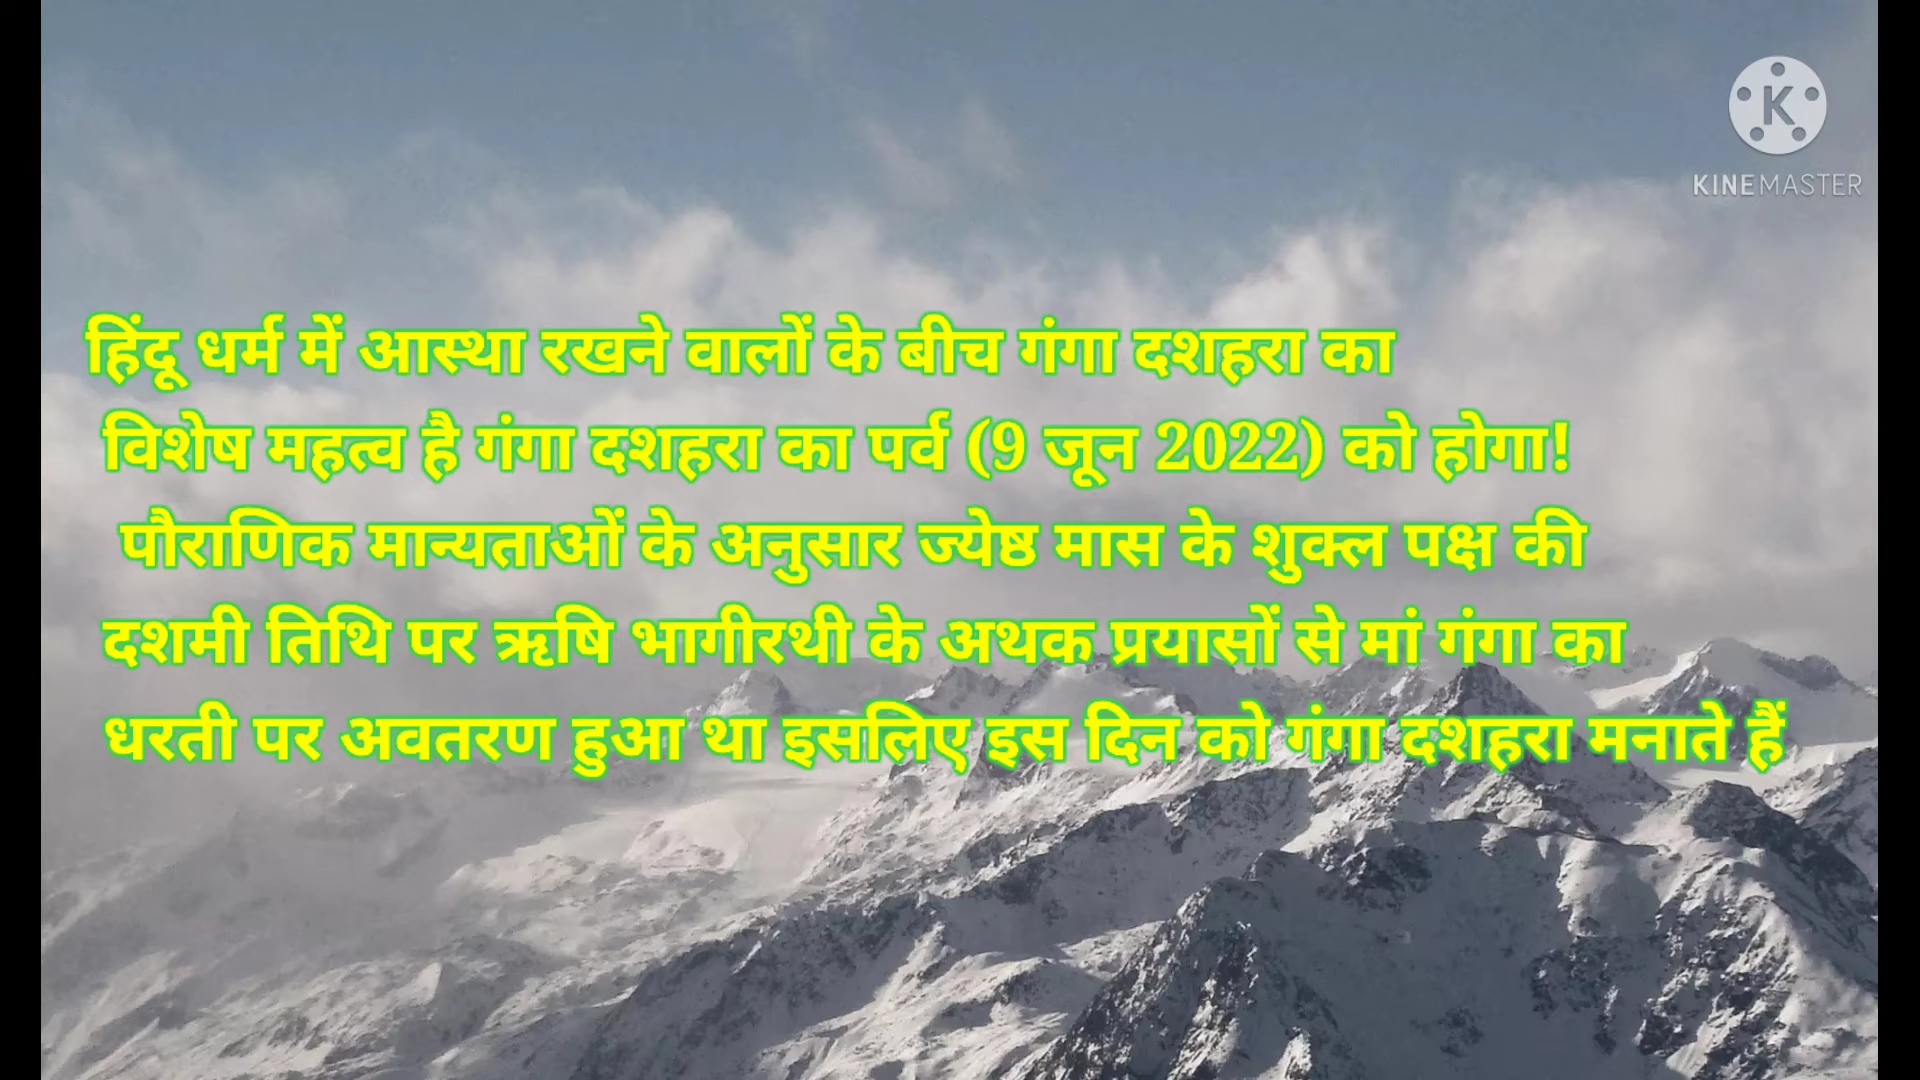 K
KINEMASTER
हिंदू धर्म में आस्था रखने वालों के बीच गंगा दशहरा का
विशेष महत्व है गंगा दशहरा का पर्व (9 जून 2022) को होगा!
पौराणिक मान्यताओं के अनुसार ज्येष्ठ मास के शुक्ल पक्ष की
दशमी तिथि पर ऋषि भागीरथी के अथक प्रयासों से मां गंगा का
धरती पर अवतरण हुआ था इसलिए इस दिन को गंगा दशहरा मनाते हैं